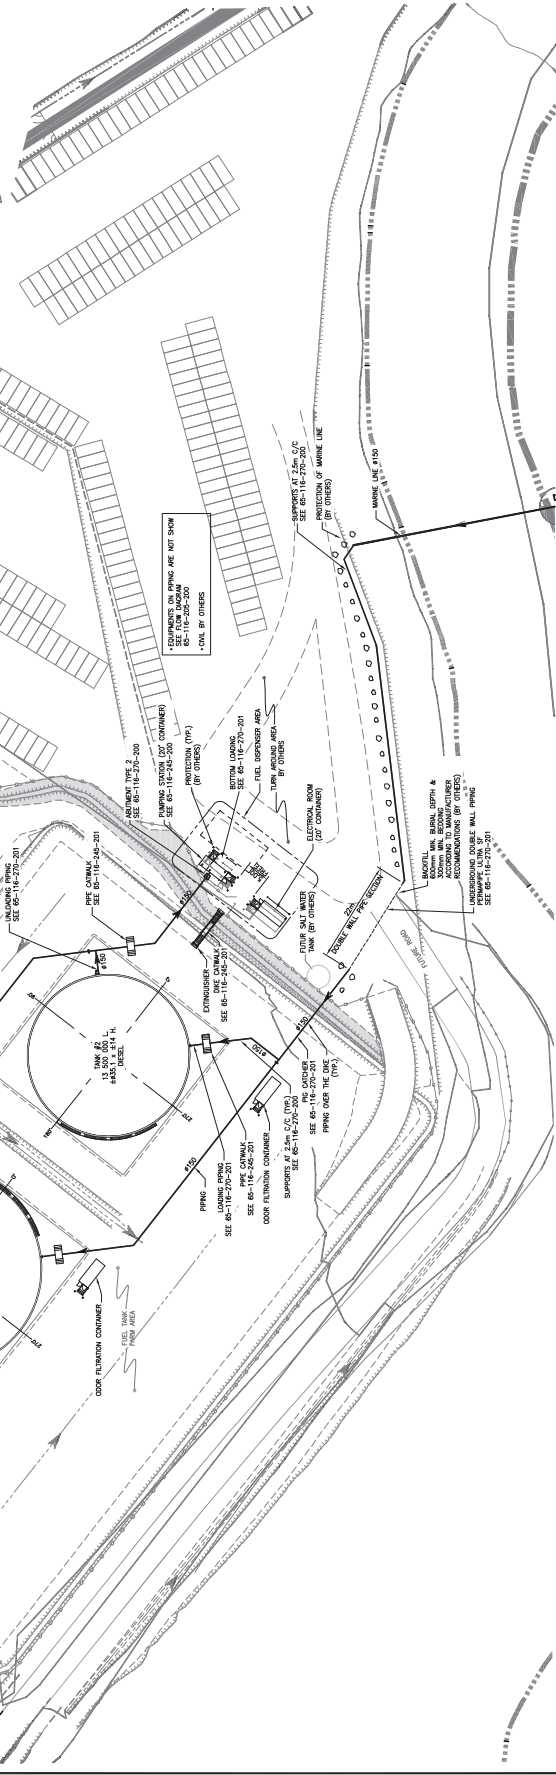 • EQUIPMENTS ON PIPING ARE NOT SHOW
SEE FLOW DIAGRAM
65-116-205-200
• CIVIL BY OTHERS
SUPPORTS AT 2.5m C/C
SEE 65-116-270-200
PROTECTION OF MARINE LINE
(BY OTHERS)
MARINE LINE ø150
ABUTMENT TYPE 2
SEE 65-116-270-200
PUMPING STATION (20' CONTAINER)
SEE 65-116-245-200
PROTECTION (TYP.)
(BY OTHERS)
BOTTOM LOADING
SEE 65-116-270-201
FUEL DISPENSER AREA
TURN AROUND AREA
BY OTHERS
ELECTRICAL ROOM
(20' CONTAINER)
UNLOADING PIPING
SEE 65-116-270-201
PIPE CATWALK
SEE 65-116-245-201
ø150
ø150
EXTINGUISHER
DIKE CATWALK
SEE 65-116-245-201
FUTUR SALT WATER
TANK (BY OTHERS)
22m
DOUBLE WALL PIPE-SECTION
FUTURE ROAD
BACKFILL
600mm MIN. BURIAL DEPTH &
300mm MIN. BEDDING
ACCORDING TO MANUFACTURER
RECOMMENDATIONS (BY OTHERS)
UNDERGROUND DOUBLE WALL PIPING
PERMAPIPE ULTRA SF
SEE 65-116-270-201
90°
TANK #2
13 500 000 L.
±ø35.1 x ±14 H.
DIESEL
180°
270°
ø150
ø150
PIG CATCHER
SEE 65-116-270-201
PIPING OVER THE DIKE
(TYP.)
SUPPORTS AT 2.5m C/C (TYP.)
SEE 65-116-270-200
ODOR FILTRATION CONTAINER
PIPE CATWALK
SEE 65-116-245-201
LOADING PIPING
SEE 65-116-270-201
PIPING
ø150
270°
ODOR FILTRATION CONTAINER
FUEL TANK
FARM AREA